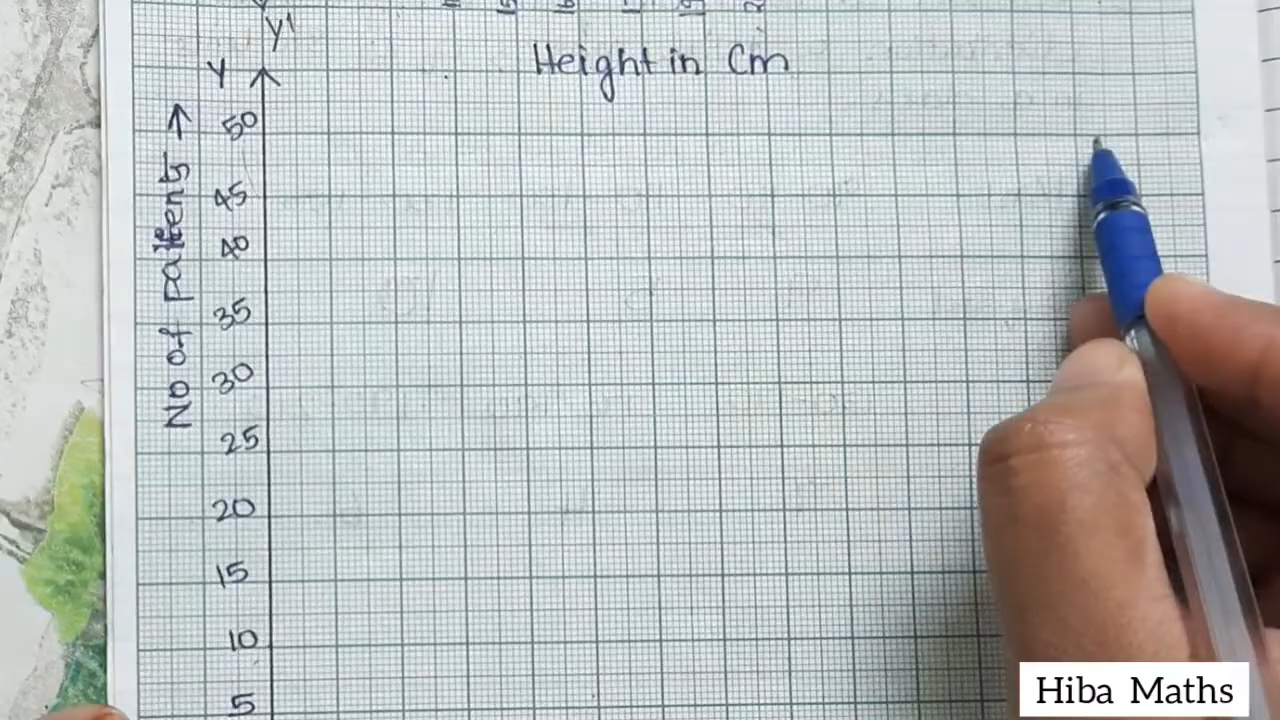 Y'
Height in Cm
Y
No of patients →
50
45
40
35
30
25
20
15
10
5
Hiba Maths